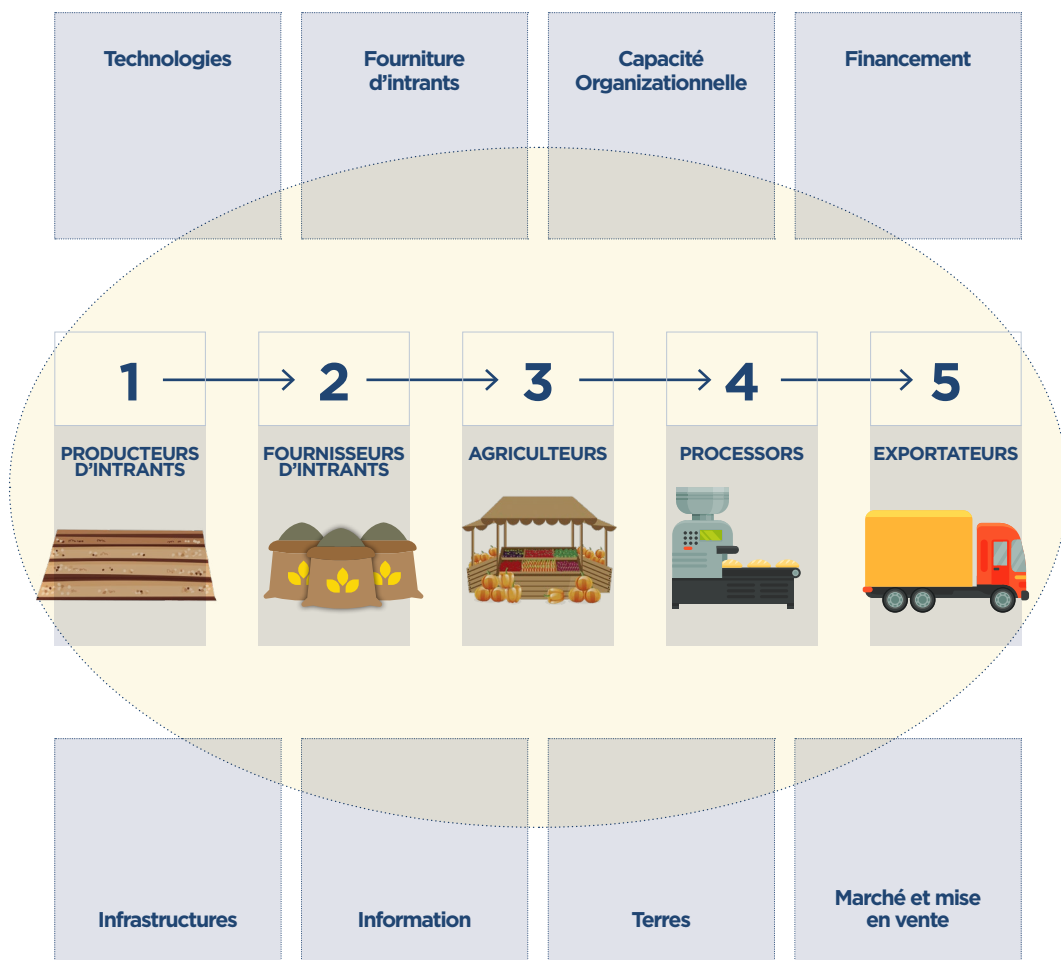 Technologies
Fourniture
d'intrants
Capacité
Organizationnelle
Financement
1
2
3
4
5
PRODUCTEURS
D'INTRANTS
FOURNISSEURS
D'INTRANTS
AGRICULTEURS
PROCESSORS
EXPORTATEURS
Infrastructures
Information
Terres
Marché et mise
en vente